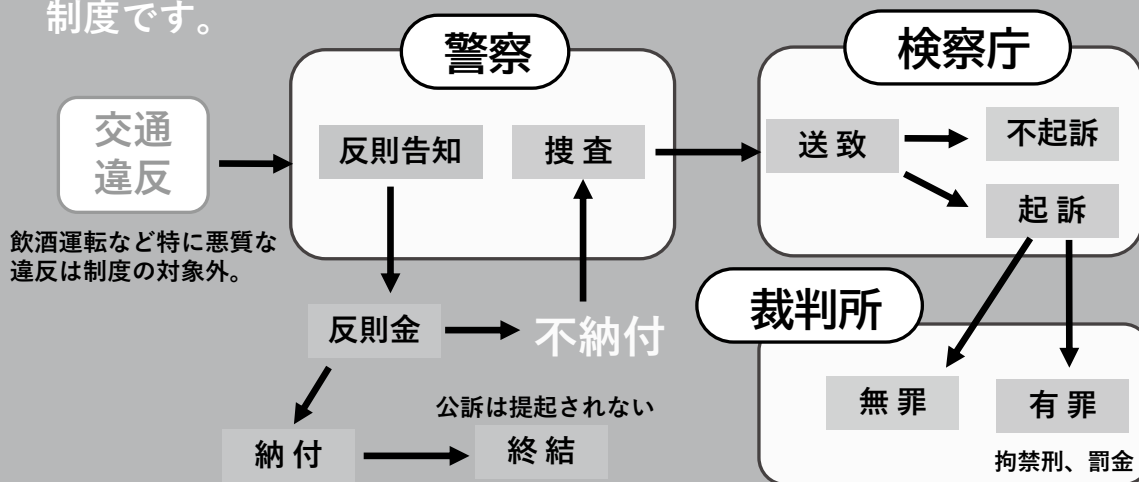 制度です。
警察
検察庁
交通
違反
反則告知
捜査
送致
不起訴
起訴
飲酒運転など特に悪質な
違反は制度の対象外。
裁判所
反則金
不納付
無罪
有罪
公訴は提起されない
納付
終結
拘禁刑、罰金